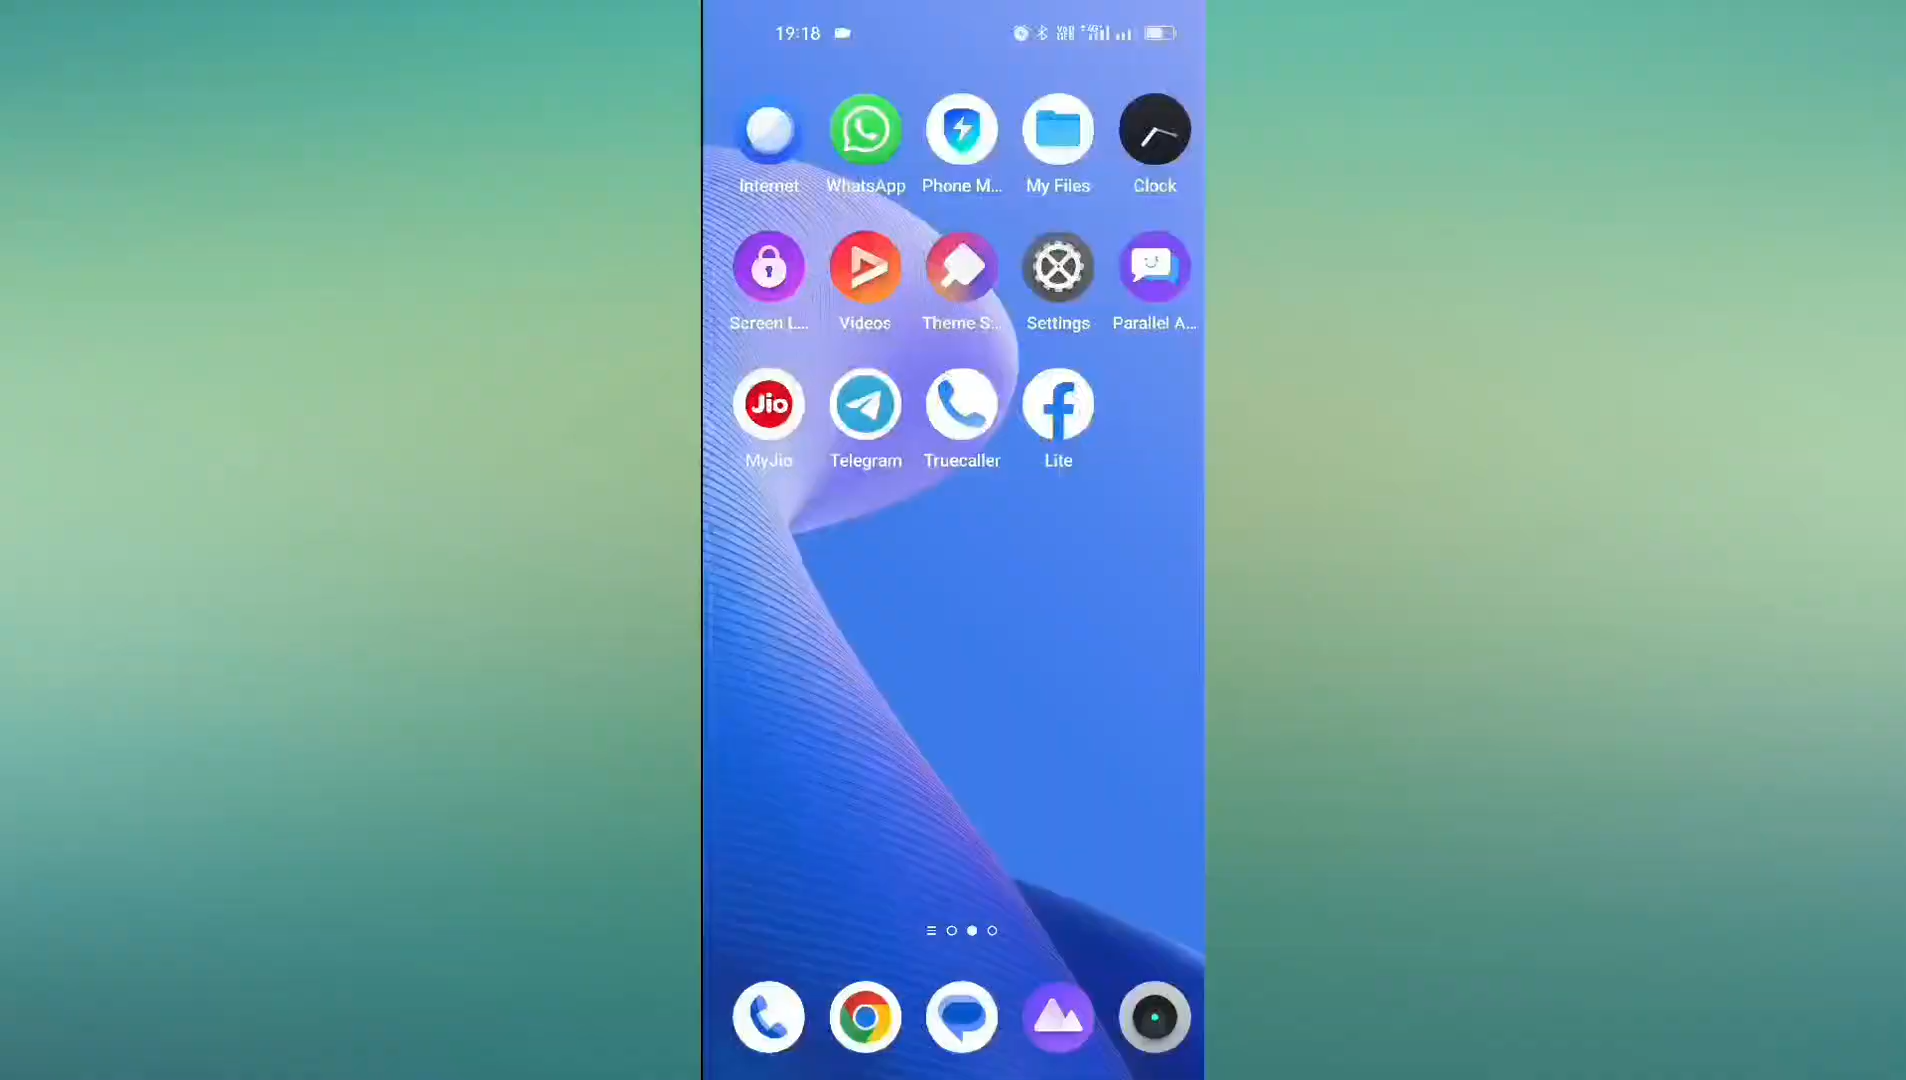 19:18
Internet WhatsApp Phone M... My Files Clock
Screen L... Videos Theme S... Settings Parallel A...
Jio
MyJio Telegram Truecaller Lite